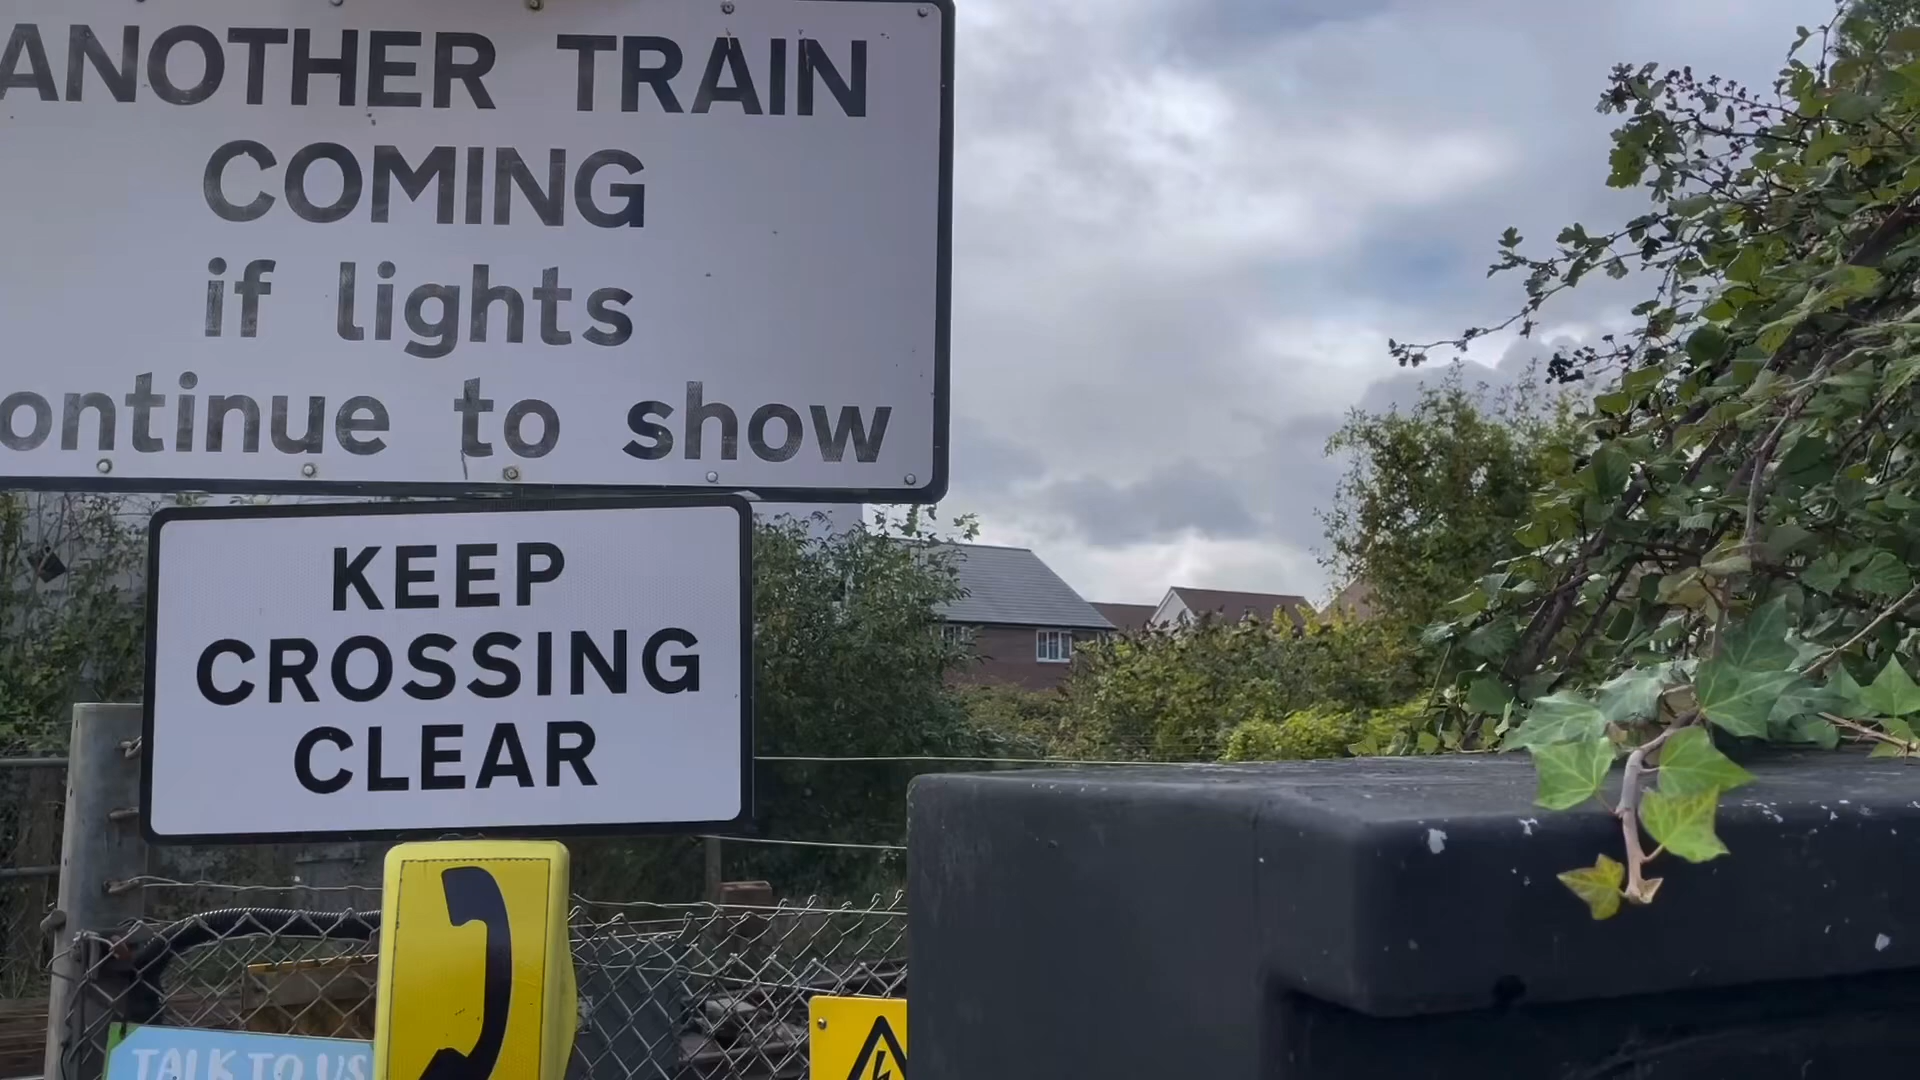 ANOTHER TRAIN
COMING
if lights
ontinue to show
KEEP
CROSSING
CLEAR
TALK TO US